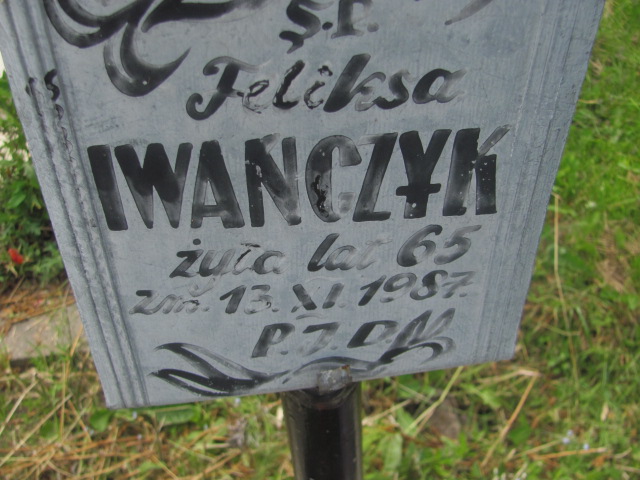 Ś.P.
Feliksa
IWAŃCZYK
żyła lat 65
zm. 13.XI.1987.
P.J.D.M